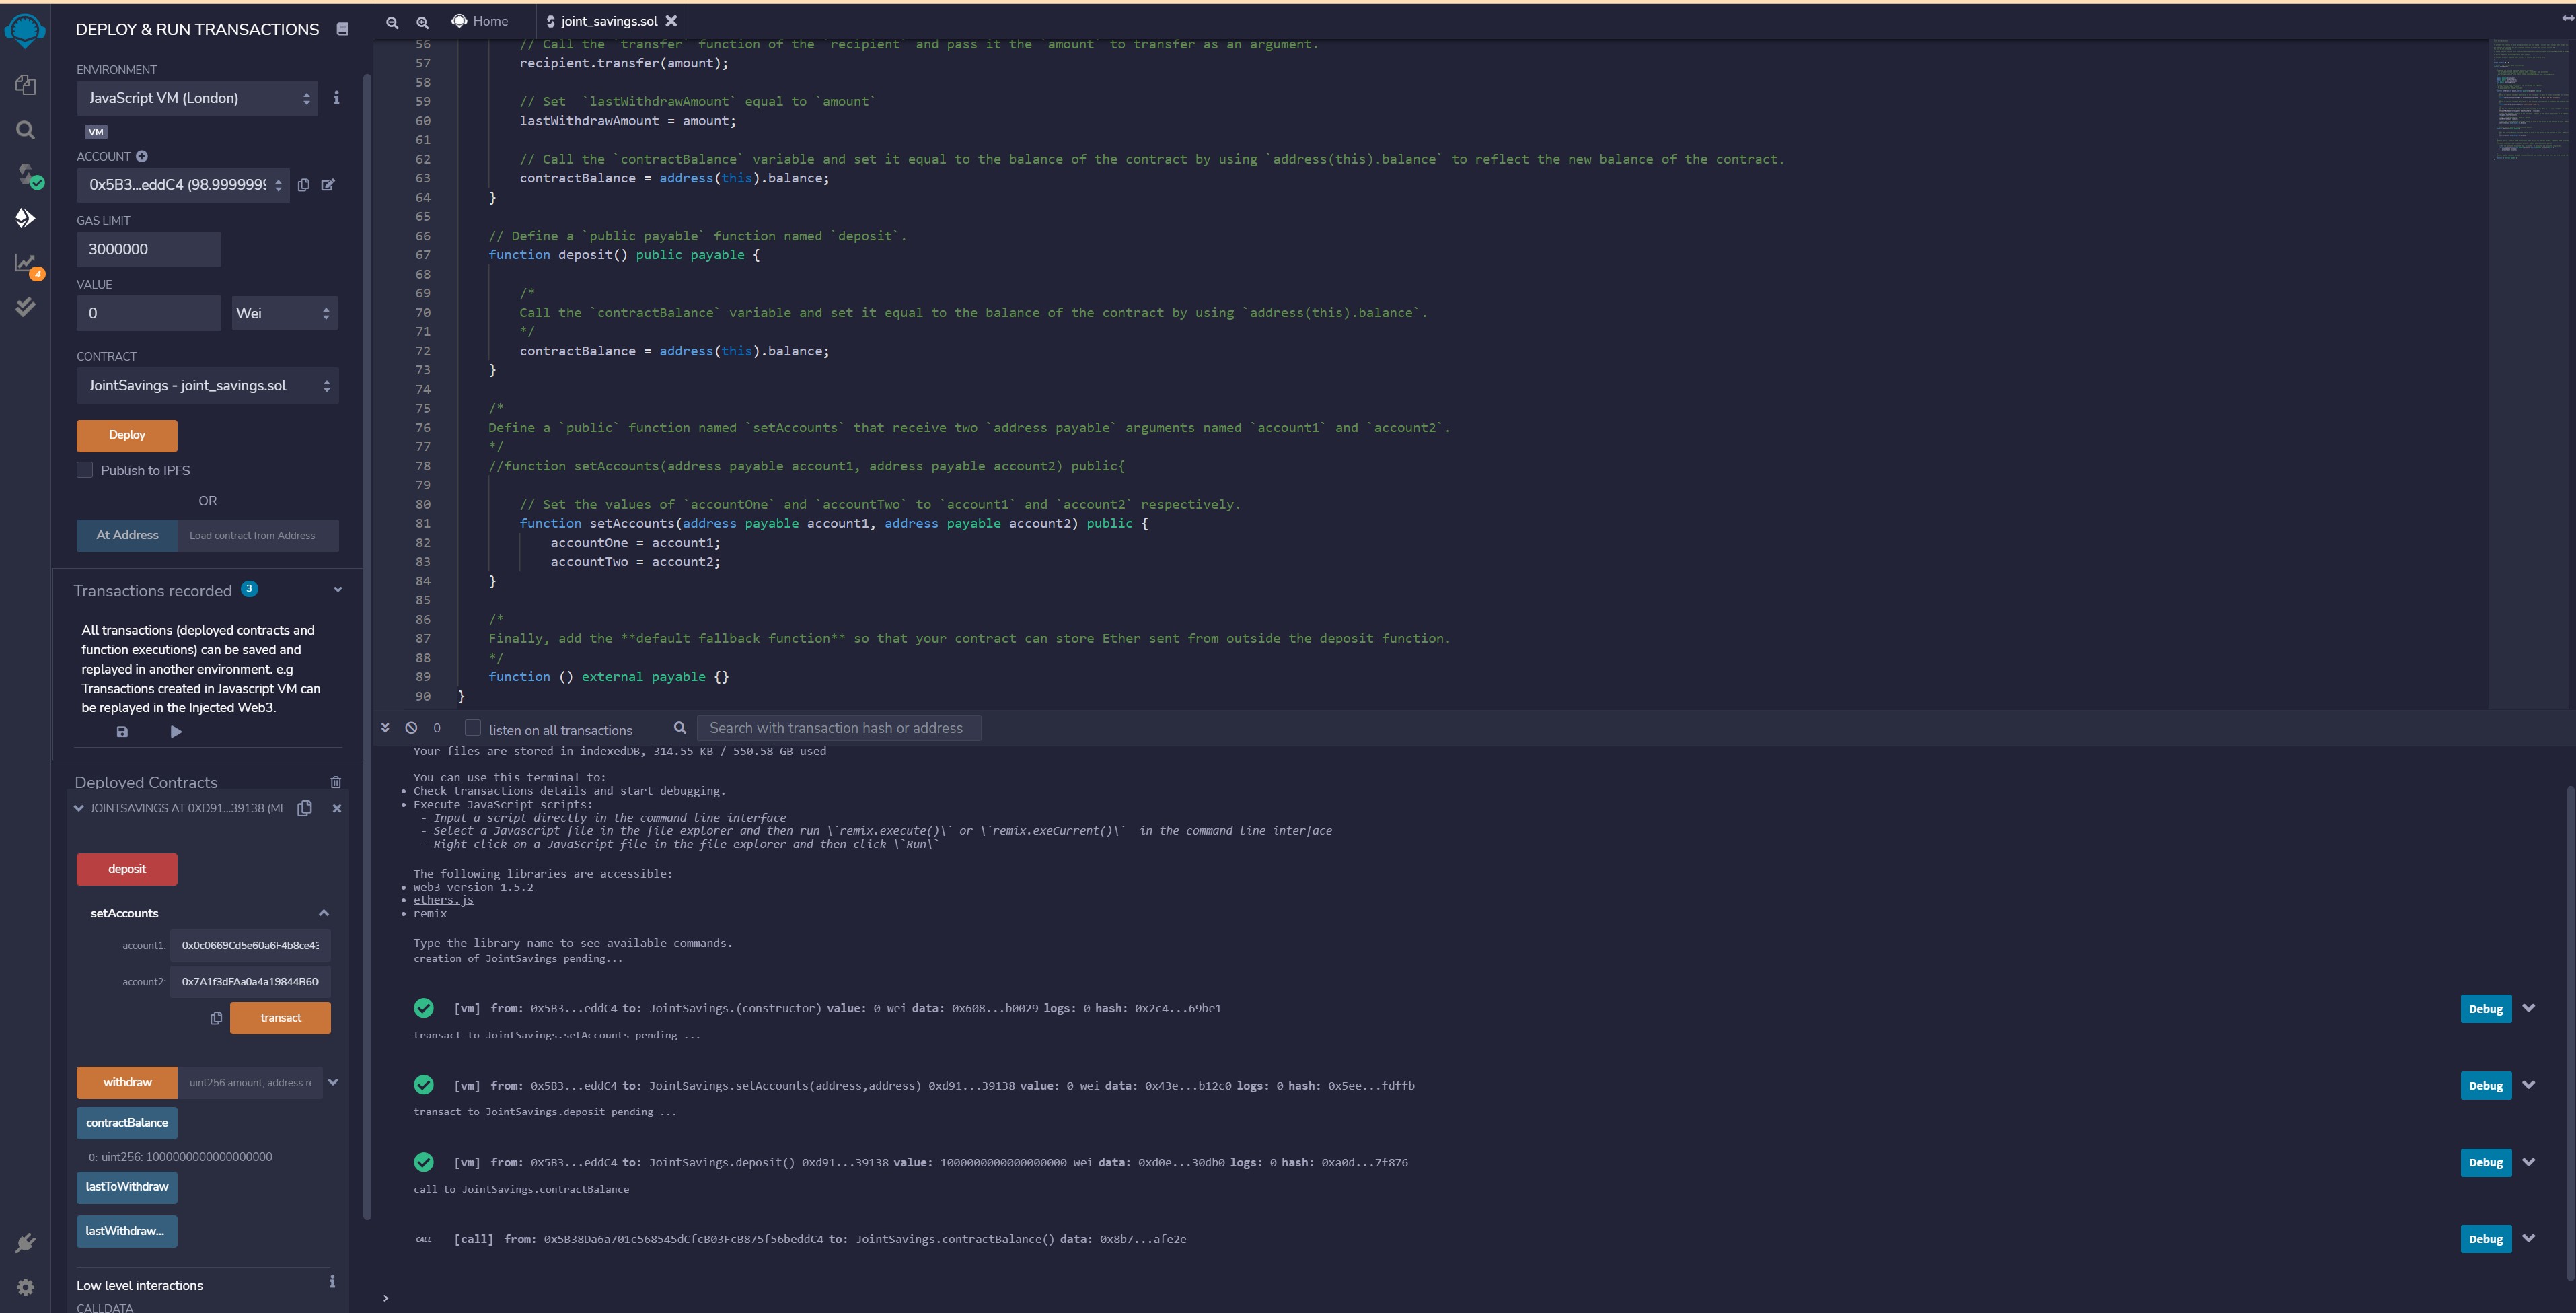 DEPLOY & RUN TRANSACTIONS
ENVIRONMENT
JavaScript VM (London)
VM
ACCOUNT
0x5B3...eddC4 (98.9999999
GAS LIMIT
3000000
VALUE
0
Wei
CONTRACT
JointSavings - joint_savings.sol
Deploy
Publish to IPFS
OR
At Address
Load contract from Address
Transactions recorded 3
All transactions (deployed contracts and
function executions) can be saved and
replayed in another environment. e.g
Transactions created in Javascript VM can
be replayed in the Injected Web3.
Deployed Contracts
JOINTSAVINGS AT 0XD91...39138 (ME
deposit
setAccounts
account1: 0x0c0669Cd5e60a6F4b8ce43
account2: 0x7A1f3dFAa0a4a19844B60
transact
withdraw
uint256 amount, address r
contractBalance
0: uint256: 1000000000000000000
lastToWithdraw
lastWithdraw...
Low level interactions
CALLDATA
4
Home
joint_savings.sol
56 // Call the `transfer` function of the `recipient` and pass it the `amount` to transfer as an argument.
57 recipient.transfer(amount);
58
59 // Set  `lastWithdrawAmount` equal to `amount`
60 lastWithdrawAmount = amount;
61
62 // Call the `contractBalance` variable and set it equal to the balance of the contract by using `address(this).balance` to reflect the new balance of the contract.
63 contractBalance = address(this).balance;
64 }
65
66 // Define a `public payable` function named `deposit`.
67 function deposit() public payable {
68
69 /*
70 Call the `contractBalance` variable and set it equal to the balance of the contract by using `address(this).balance`.
71 */
72 contractBalance = address(this).balance;
73 }
74
75 /*
76 Define a `public` function named `setAccounts` that receive two `address payable` arguments named `account1` and `account2`.
77 */
78 //function setAccounts(address payable account1, address payable account2) public{
79
80 // Set the values of `accountOne` and `accountTwo` to `account1` and `account2` respectively.
81 function setAccounts(address payable account1, address payable account2) public {
82 accountOne = account1;
83 accountTwo = account2;
84 }
85
86 /*
87 Finally, add the **default fallback function** so that your contract can store Ether sent from outside the deposit function.
88 */
89 function () external payable {}
90 }
0
listen on all transactions
Search with transaction hash or address
Your files are stored in indexedDB, 314.55 KB / 550.58 GB used
You can use this terminal to:
• Check transactions details and start debugging.
• Execute JavaScript scripts:
- Input a script directly in the command line interface
- Select a Javascript file in the file explorer and then run \`remix.execute()\` or \`remix.exeCurrent()\`  in the command line interface
- Right click on a JavaScript file in the file explorer and then click \`Run\`
The following libraries are accessible:
• web3 version 1.5.2
• ethers.js
• remix
Type the library name to see available commands.
creation of JointSavings pending...
[vm] from: 0x5B3...eddC4 to: JointSavings.(constructor) value: 0 wei data: 0x608...b0029 logs: 0 hash: 0x2c4...69be1
Debug
transact to JointSavings.setAccounts pending ...
[vm] from: 0x5B3...eddC4 to: JointSavings.setAccounts(address,address) 0xd91...39138 value: 0 wei data: 0x43e...b12c0 logs: 0 hash: 0x5ee...fdffb
Debug
transact to JointSavings.deposit pending ...
[vm] from: 0x5B3...eddC4 to: JointSavings.deposit() 0xd91...39138 value: 1000000000000000000 wei data: 0xd0e...30db0 logs: 0 hash: 0xa0d...7f876
Debug
call to JointSavings.contractBalance
CALL [call] from: 0x5B38Da6a701c568545dCfcB03FcB875f56beddC4 to: JointSavings.contractBalance() data: 0x8b7...afe2e
Debug
>